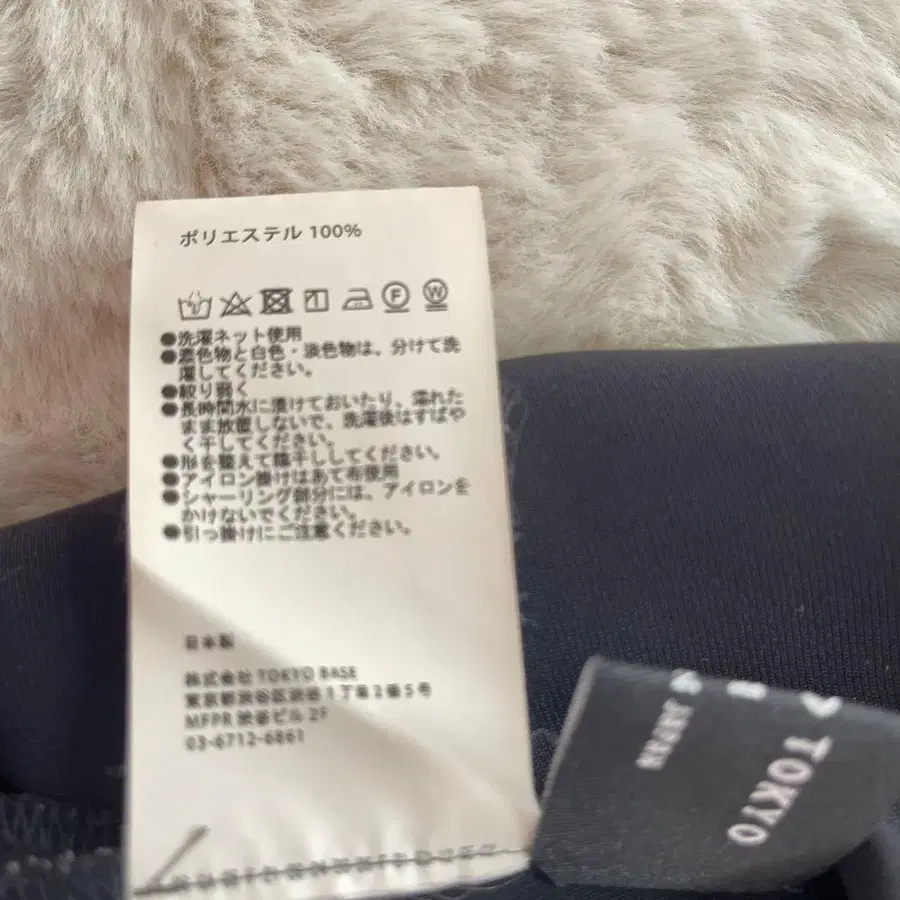 ポリエステル 100%
F W
●洗濯ネット使用
●濃色物と白色・淡色物は、分けて洗
濯してください。
●絞り弱く
●長時間水に漬けておいたり、濡れた
まま放置しないで、洗濯後はすばや
く干してください。
●形を整えて陰干ししてください。
●アイロン掛けはあて布使用
●シャーリング部分には、アイロンを
かけないでください。
●引っ掛けにご注意ください。
日本製
株式会社 TOKYO BASE
東京都渋谷区渋谷1丁目2番5号
MFPR 渋谷ビル 2F
03-6712-6861
TOKYO
JAPAN